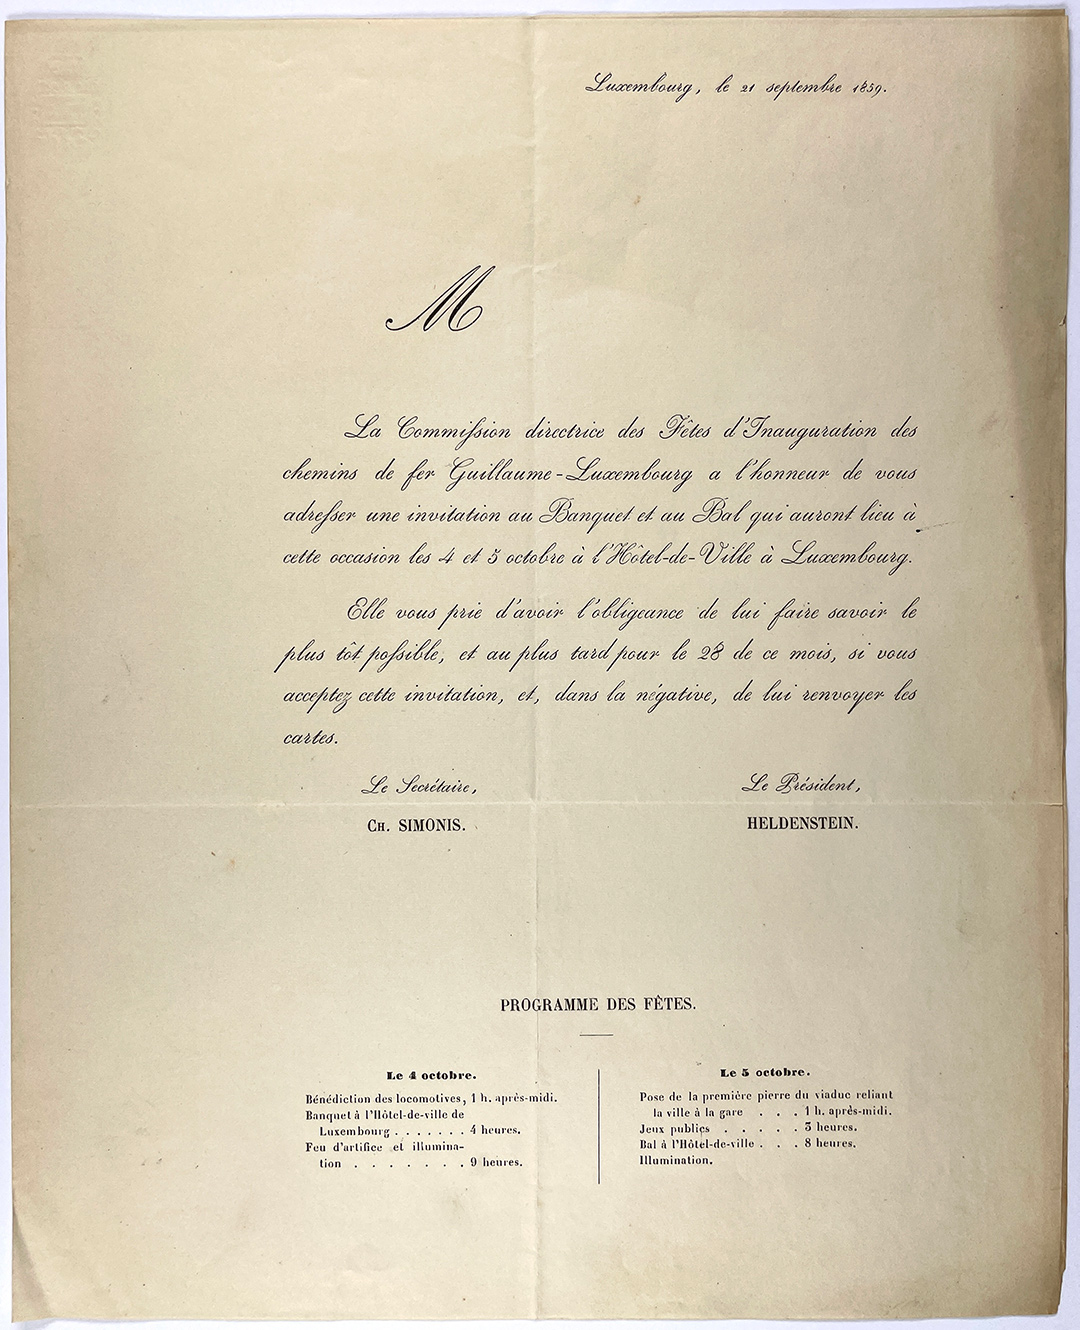 Luxembourg, le 21 septembre 1859.
M
La Commiſsion directrice des Fêtes d'Inauguration des
chemins de fer Guillaume-Luxembourg a l'honneur de vous
adreſser une invitation au Banquet et au Bal qui auront lieu à
cette occasion les 4 et 5 octobre à l'Hôtel-de-Ville à Luxembourg.
Elle vous prie d'avoir l'obligeance de lui faire savoir le
plus tôt poſsible, et au plus tard pour le 28 de ce mois, si vous
acceptez cette invitation, et, dans la négative, de lui renvoyer les
cartes.
Le Secrétaire,
CH. SIMONIS.
Le Président,
HELDENSTEIN.
PROGRAMME DES FÊTES.
Le 4 octobre.
Bénédiction des locomotives, 1 h. après-midi.
Banquet à l'Hôtel-de-ville de
Luxembourg . . . . . . . 4 heures.
Feu d'artifice et illumina-
tion . . . . . . . 9 heures.
Le 5 octobre.
Pose de la première pierre du viaduc reliant
la ville à la gare . . . 1 h. après-midi.
Jeux publics . . . . . 3 heures.
Bal à l'Hôtel-de-ville . . . 8 heures.
Illumination.